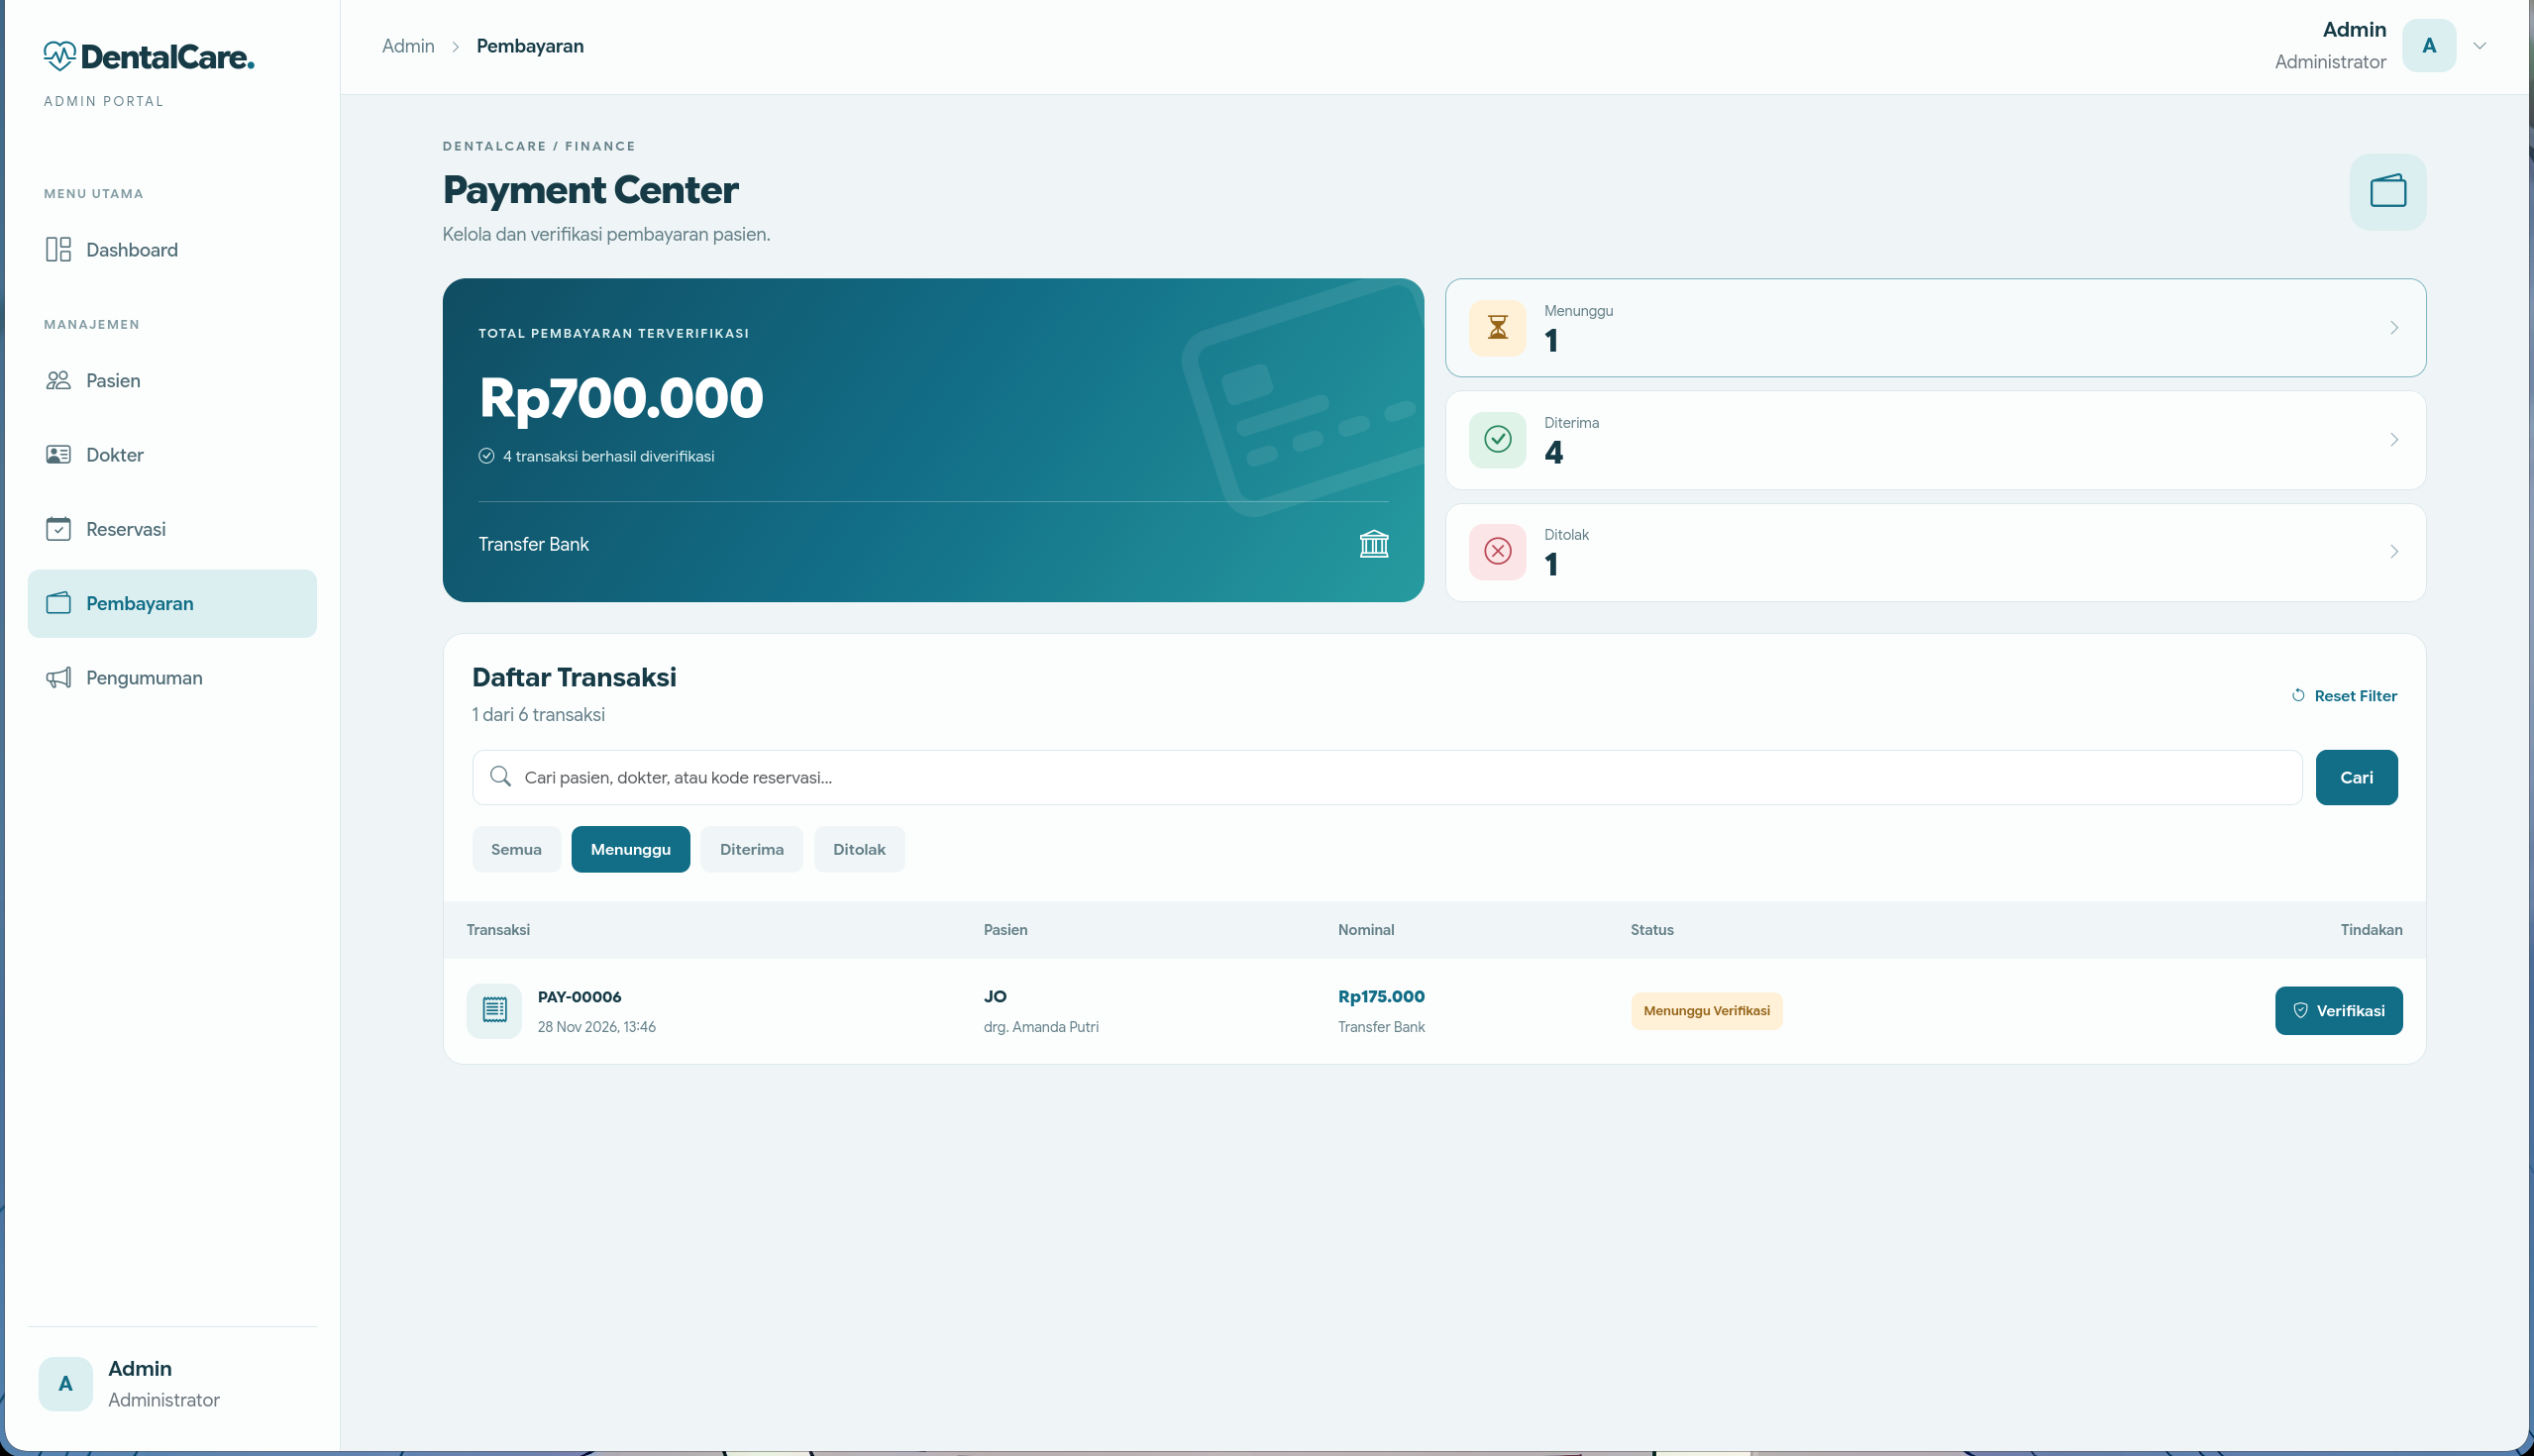 DentalCare.
ADMIN PORTAL
MENU UTAMA
Dashboard
MANAJEMEN
Pasien
Dokter
Reservasi
Pembayaran
Pengumuman
A
Admin
Administrator
Admin
Pembayaran
Admin
Administrator
A
DENTALCARE / FINANCE
Payment Center
Kelola dan verifikasi pembayaran pasien.
TOTAL PEMBAYARAN TERVERIFIKASI
Rp700.000
4 transaksi berhasil diverifikasi
Transfer Bank
Menunggu
1
Diterima
4
Ditolak
1
Daftar Transaksi
1 dari 6 transaksi
Reset Filter
Cari pasien, dokter, atau kode reservasi...
Cari
Semua
Menunggu
Diterima
Ditolak
Transaksi
Pasien
Nominal
Status
Tindakan
PAY-00006
28 Nov 2026, 13:46
JO
drg. Amanda Putri
Rp175.000
Transfer Bank
Menunggu Verifikasi
Verifikasi